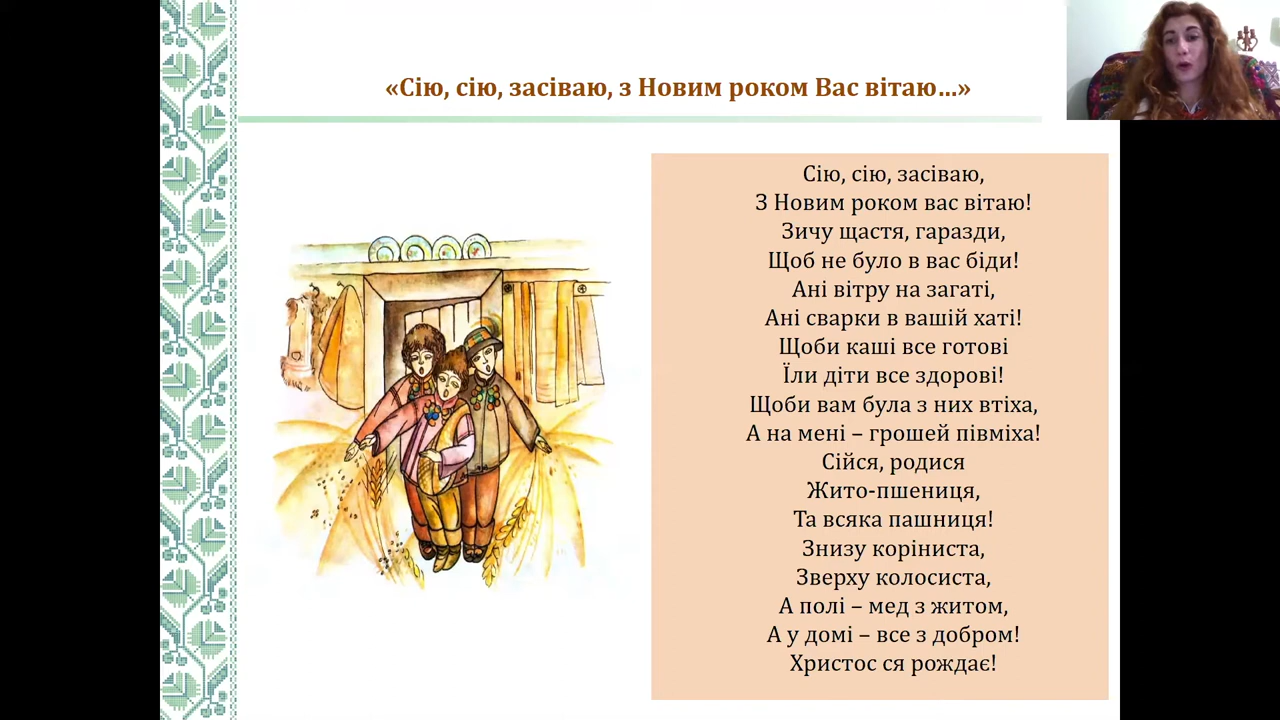 «Сію, сію, засіваю, з Новим роком Вас вітаю...»
Сію, сію, засіваю,
З Новим роком вас вітаю!
Зичу щастя, гаразди,
Щоб не було в вас біди!
Ані вітру на загаті,
Ані сварки в вашій хаті!
Щоби каші все готові
Їли діти все здорові!
Щоби вам була з них втіха,
А на мені – грошей півміха!
Сійся, родися
Жито-пшениця,
Та всяка пашниця!
Знизу коріниста,
Зверху колосиста,
А полі – мед з житом,
А у домі – все з добром!
Христос ся рождає!